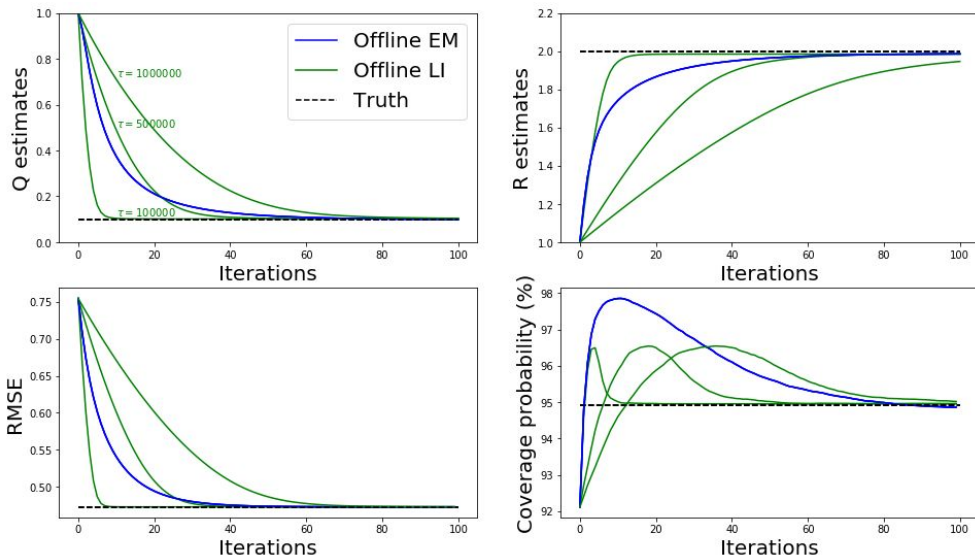 1.0
0.8
0.6
0.4
0.2
0.0
Q estimates
τ = 1000000
τ = 500000
τ = 100000
Offline EM
Offline LI
Truth
0 20 40 60 80 100
Iterations
2.2
2.0
1.8
1.6
1.4
1.2
1.0
R estimates
0 20 40 60 80 100
Iterations
0.75
0.70
0.65
0.60
0.55
0.50
RMSE
0 20 40 60 80 100
Iterations
98
97
96
95
94
93
92
Coverage probability (%)
0 20 40 60 80 100
Iterations